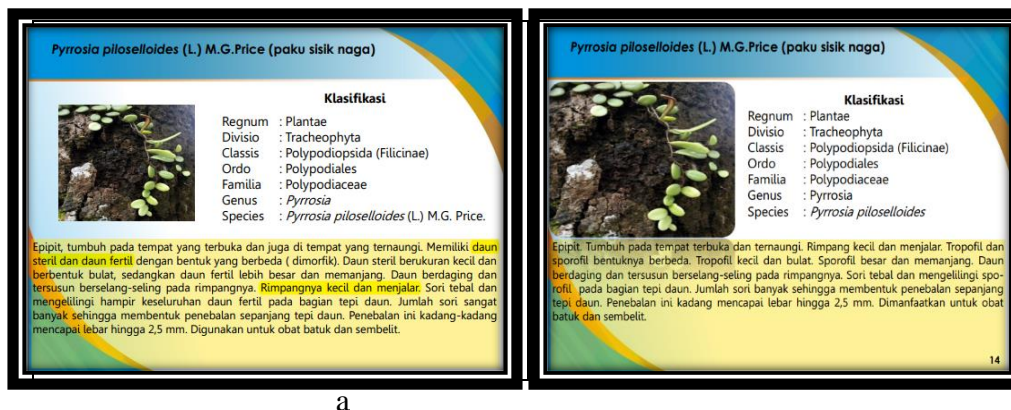 Pyrrosia piloselloides (L.) M.G.Price (paku sisik naga)
Klasifikasi
Regnum : Plantae
Divisio : Tracheophyta
Classis : Polypodiopsida (Filicinae)
Ordo : Polypodiales
Familia : Polypodiaceae
Genus : Pyrrosia
Species : Pyrrosia piloselloides (L.) M.G. Price.
Epipit, tumbuh pada tempat yang terbuka dan juga di tempat yang ternaungi. Memiliki daun
steril dan daun fertil dengan bentuk yang berbeda ( dimorfik). Daun steril berukuran kecil dan
berbentuk bulat, sedangkan daun fertil lebih besar dan memanjang. Daun berdaging dan
tersusun berselang-seling pada rimpangnya. Rimpangnya kecil dan menjalar. Sori tebal dan
mengelilingi hampir keseluruhan daun fertil pada bagian tepi daun. Jumlah sori sangat
banyak sehingga membentuk penebalan sepanjang tepi daun. Penebalan ini kadang-kadang
mencapai lebar hingga 2,5 mm. Digunakan untuk obat batuk dan sembelit.
a
Pyrrosia piloselloides (L.) M.G.Price (paku sisik naga)
Klasifikasi
Regnum : Plantae
Divisio : Tracheophyta
Classis : Polypodiopsida (Filicinae)
Ordo : Polypodiales
Familia : Polypodiaceae
Genus : Pyrrosia
Species : Pyrrosia piloselloides
Epipit. Tumbuh pada tempat terbuka dan ternaungi. Rimpang kecil dan menjalar. Tropofil dan
sporofil bentuknya berbeda. Tropofil kecil dan bulat. Sporofil besar dan memanjang. Daun
berdaging dan tersusun berselang-seling pada rimpangnya. Sori tebal dan mengelilingi spo-
rofil pada bagian tepi daun. Jumlah sori banyak sehingga membentuk penebalan sepanjang
tepi daun. Penebalan ini kadang mencapai lebar hingga 2,5 mm. Dimanfaatkan untuk obat
batuk dan sembelit.
14